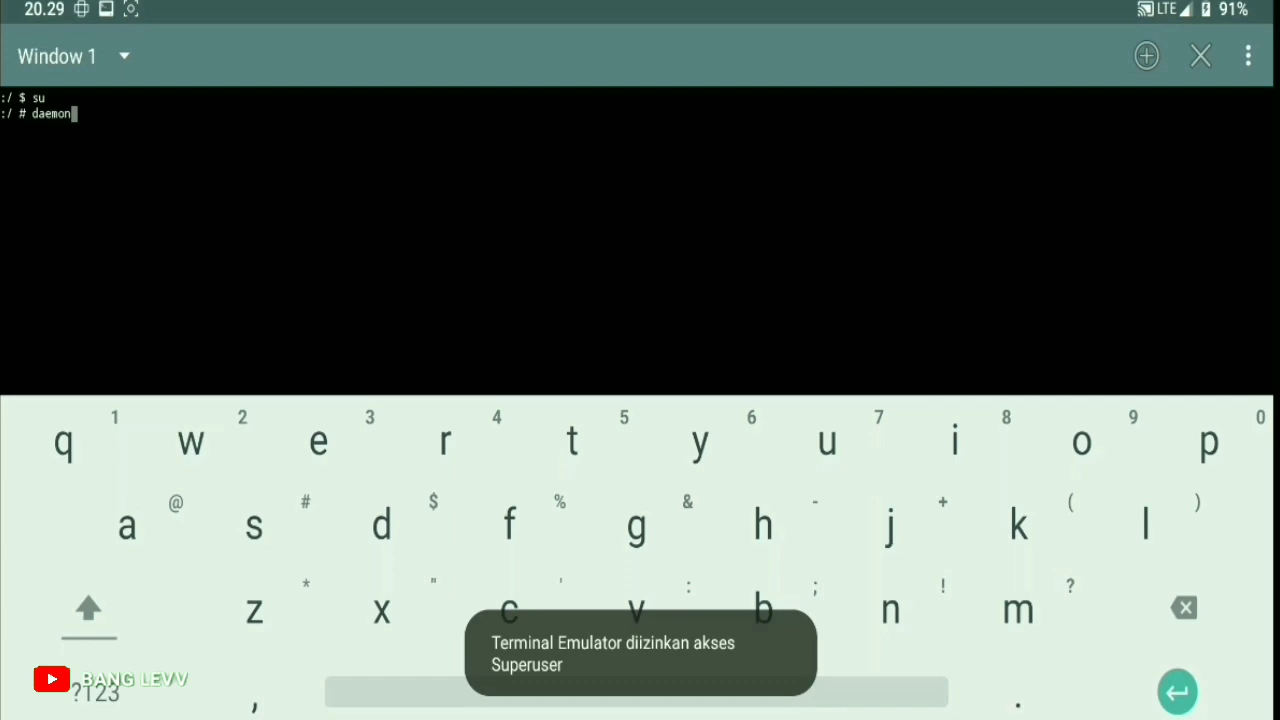 20.29
LTE 91%
Window 1
:/ $ su
:/ # daemon
1 2 3 4 5 6 7 8 9 0
q w e r t y u i o p
@ # $ % & - + ( )
a s d f g h j k l
* " ' : ; ! ?
z x c v b n m
Terminal Emulator diizinkan akses
Superuser
BANG LEVV
?123 , .